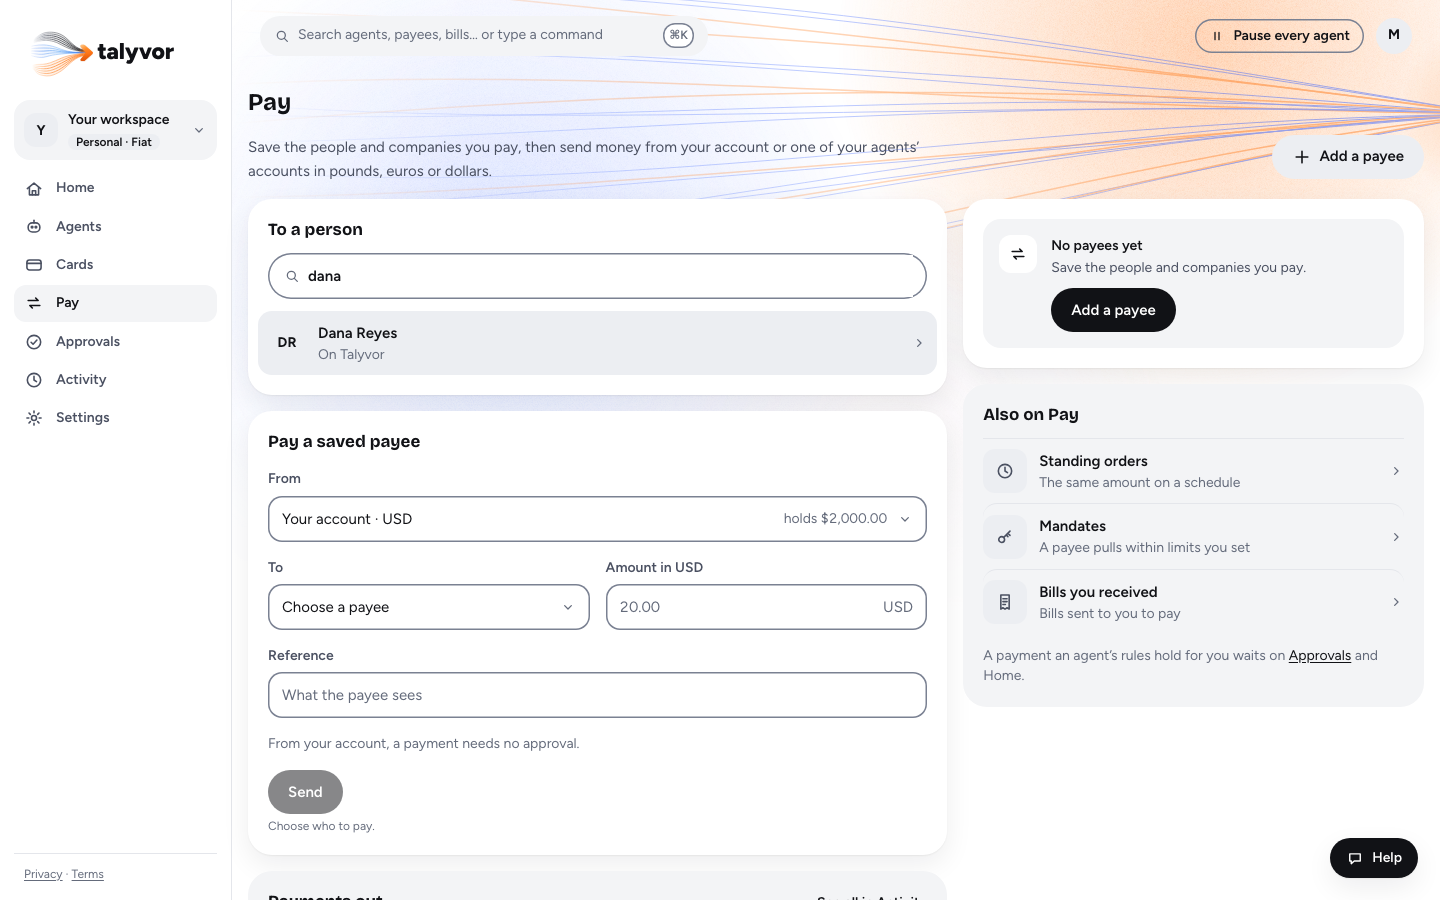 talyvor
Y
Your workspace
Personal · Fiat
Home
Agents
Cards
Pay
Approvals
Activity
Settings
Privacy · Terms
Search agents, payees, bills... or type a command
⌘K
Pause every agent
M
Pay
Save the people and companies you pay, then send money from your account or one of your agents’
accounts in pounds, euros or dollars.
Add a payee
To a person
dana
DR
Dana Reyes
On Talyvor
Pay a saved payee
From
Your account · USD
holds $2,000.00
To
Amount in USD
Choose a payee
20.00
USD
Reference
What the payee sees
From your account, a payment needs no approval.
Send
Choose who to pay.
No payees yet
Save the people and companies you pay.
Add a payee
Also on Pay
Standing orders
The same amount on a schedule
Mandates
A payee pulls within limits you set
Bills you received
Bills sent to you to pay
A payment an agent’s rules hold for you waits on Approvals and
Home.
Help